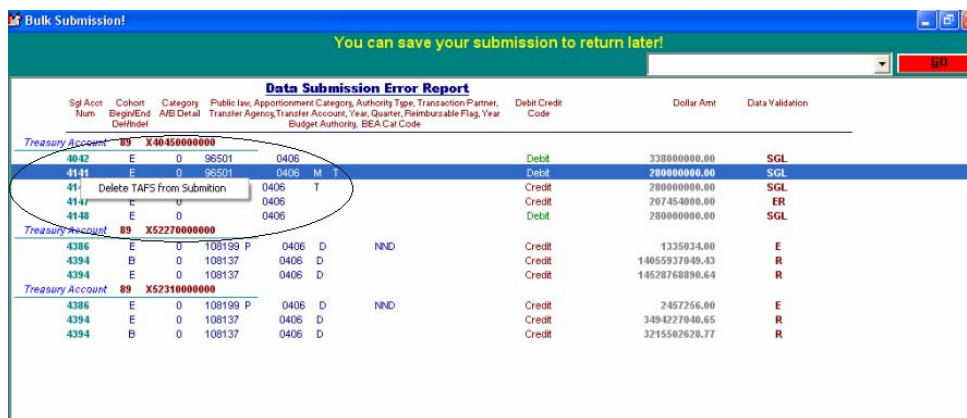 Bulk Submission!
You can save your submission to return later!
GO
Data Submission Error Report
Sgl Acct Cohort Category Public law, Apportionment Category, Authority Type, Transaction Partner, Debit Credit Dollar Amt Data Validation
Num Begin/End A/B Detail Transfer Agency,Transfer Account, Year, Quarter, Reimbursable Flag, Year Code
Def/Indef Budget Authority, BEA Cat Code
Treasury Account 89 X40450000000
4042 E 0 96501 0406 Debit 338000000.00 SGL
4141 E 0 96501 0406 M T Debit 280000000.00 SGL
Delete TAFS from Submition 0406 T Credit 280000000.00 SGL
4147 E 0 0406 Credit 207454000.00 ER
4148 E 0 0406 Debit 280000000.00 SGL
Treasury Account 89 X52270000000
4386 E 0 108199 P 0406 D NND Credit 1335034.00 E
4394 B 0 108137 0406 D Credit 14055937049.43 R
4394 E 0 108137 0406 D Credit 14528768890.64 R
Treasury Account 89 X52310000000
4386 E 0 108199 P 0406 D NND Credit 2457256.00 E
4394 E 0 108137 0406 D Credit 3494227040.65 R
4394 B 0 108137 0406 D Credit 3215502628.77 R